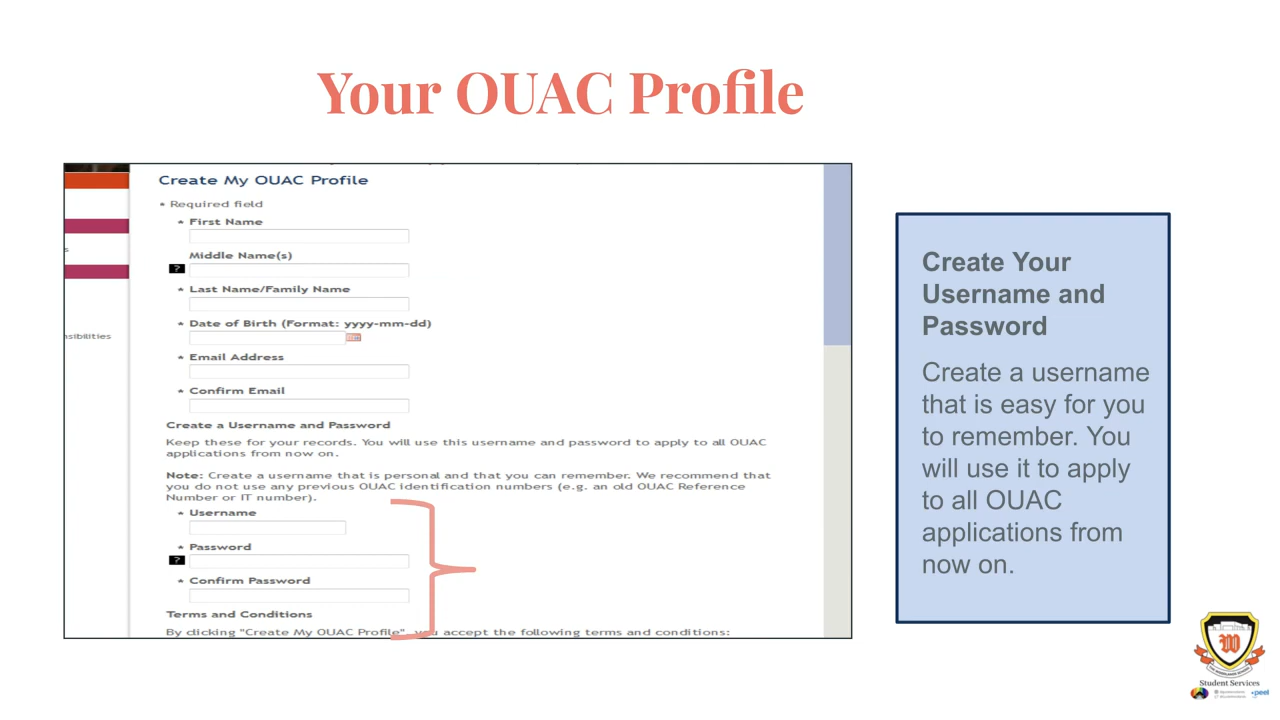 Your OUAC Profile
Create My OUAC Profile
* Required field
* First Name
Middle Name(s)
?
* Last Name/Family Name
* Date of Birth (Format: yyyy-mm-dd)
* Email Address
nsibilities
* Confirm Email
Create a Username and Password
Keep these for your records. You will use this username and password to apply to all OUAC
applications from now on.
Note: Create a username that is personal and that you can remember. We recommend that
you do not use any previous OUAC identification numbers (e.g. an old OUAC Reference
Number or IT number).
* Username
* Password
?
* Confirm Password
Terms and Conditions
By clicking "Create My OUAC Profile", you accept the following terms and conditions:
Create Your
Username and
Password
Create a username
that is easy for you
to remember. You
will use it to apply
to all OUAC
applications from
now on.
W
Student Services
peel